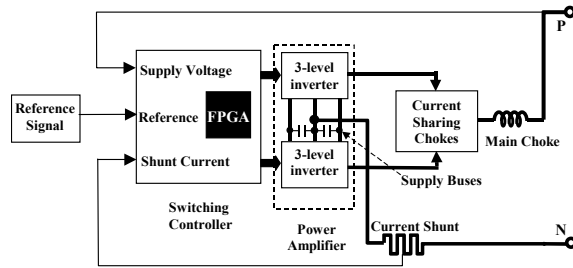 P
Supply Voltage
3-level
inverter
Reference
Signal
Reference
FPGA
Current
Sharing
Chokes
Main Choke
Shunt Current
3-level
inverter
Supply Buses
Switching
Controller
Power
Amplifier
Current Shunt
N